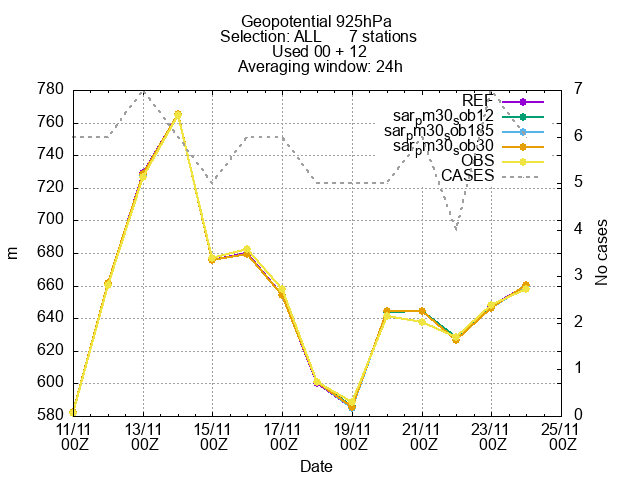 Geopotential 925hPa
Selection: ALL 7 stations
Used 00 + 12
Averaging window: 24h
780
760
740
720
700
680
660
640
620
600
580
m
7
6
5
4
3
2
1
0
No cases
REF
sarpm30sob12
sarpm30sob185
sarpm30sob30
OBS
CASES
11/11 13/11 15/11 17/11 19/11 21/11 23/11 25/11
00Z 00Z 00Z 00Z 00Z 00Z 00Z 00Z
Date